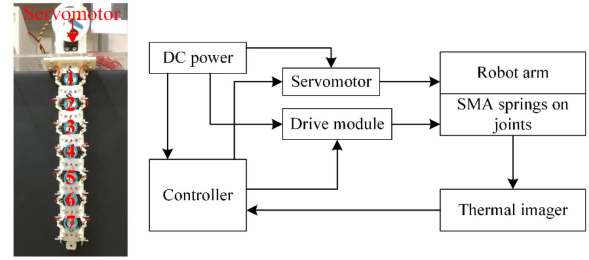 Servomotor
1
2
3
4
5
6
7
DC power
Servomotor
Drive module
Controller
Robot arm
SMA springs on
joints
Thermal imager